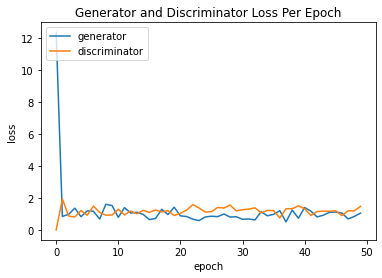 Generator and Discriminator Loss Per Epoch
generator
discriminator
12
10
8
6
4
2
0
loss
0
10
20
30
40
50
epoch